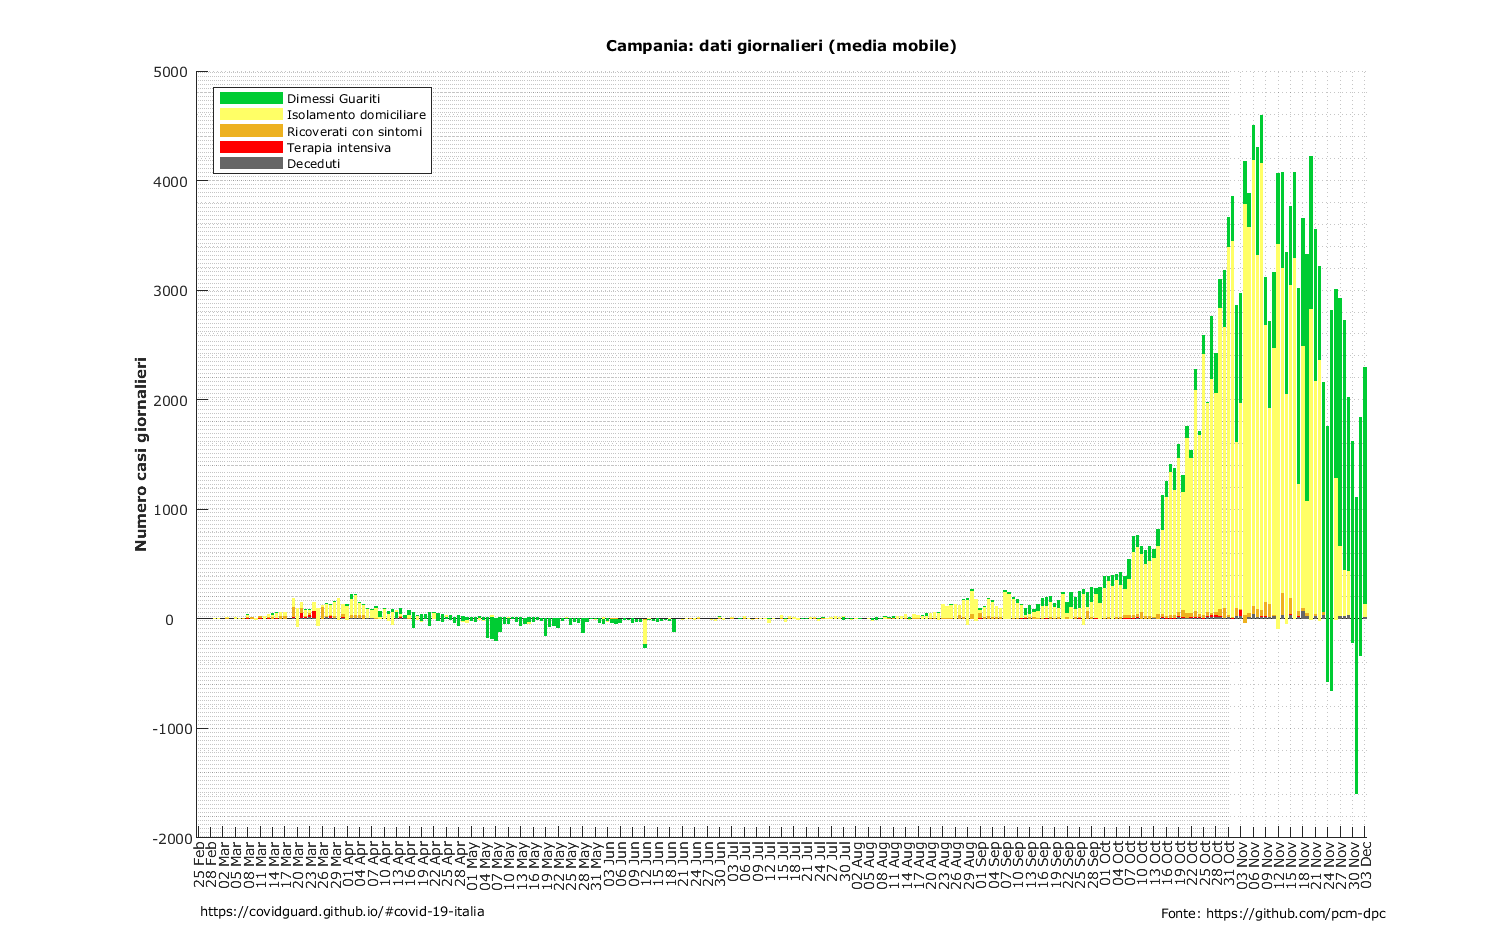 Campania: dati giornalieri (media mobile)
Numero casi giornalieri
5000
4000
3000
2000
1000
0
-1000
-2000
Dimessi Guariti
Isolamento domiciliare
Ricoverati con sintomi
Terapia intensiva
Deceduti
25 Feb
28 Feb
02 Mar
05 Mar
08 Mar
11 Mar
14 Mar
17 Mar
20 Mar
23 Mar
26 Mar
29 Mar
01 Apr
04 Apr
07 Apr
10 Apr
13 Apr
16 Apr
19 Apr
22 Apr
25 Apr
28 Apr
01 May
04 May
07 May
10 May
13 May
16 May
19 May
22 May
25 May
28 May
31 May
03 Jun
06 Jun
09 Jun
12 Jun
15 Jun
18 Jun
21 Jun
24 Jun
27 Jun
30 Jun
03 Jul
06 Jul
09 Jul
12 Jul
15 Jul
18 Jul
21 Jul
24 Jul
27 Jul
30 Jul
02 Aug
05 Aug
08 Aug
11 Aug
14 Aug
17 Aug
20 Aug
23 Aug
26 Aug
29 Aug
01 Sep
04 Sep
07 Sep
10 Sep
13 Sep
16 Sep
19 Sep
22 Sep
25 Sep
28 Sep
01 Oct
04 Oct
07 Oct
10 Oct
13 Oct
16 Oct
19 Oct
22 Oct
25 Oct
28 Oct
31 Oct
03 Nov
06 Nov
09 Nov
12 Nov
15 Nov
18 Nov
21 Nov
24 Nov
27 Nov
30 Nov
03 Dec
https://covidguard.github.io/#covid-19-italia
Fonte: https://github.com/pcm-dpc